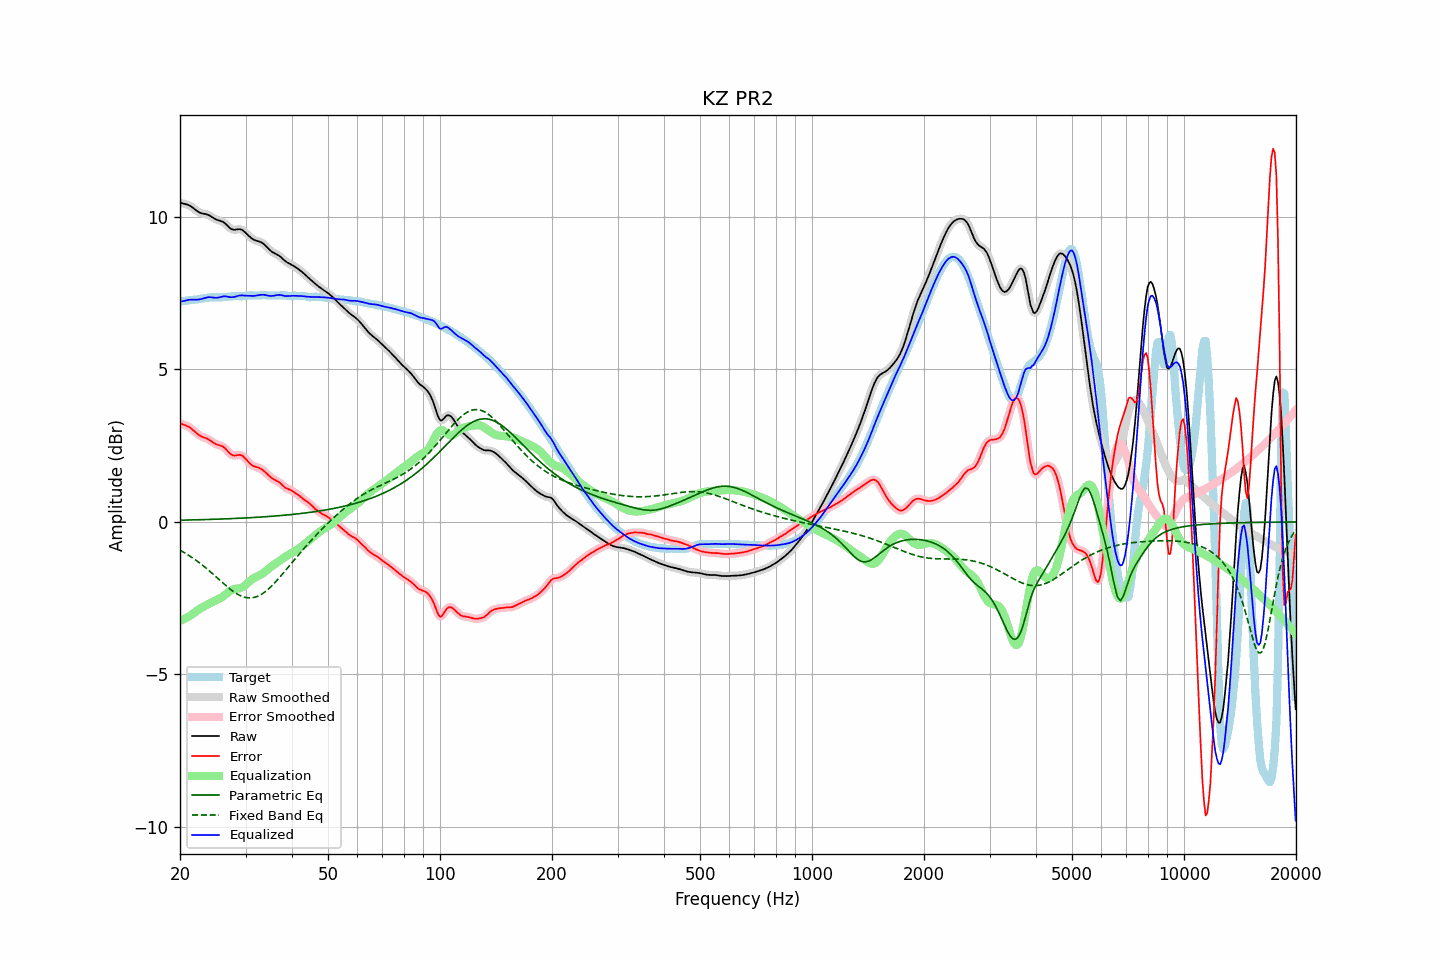 KZ PR2
Amplitude (dBr)
10
5
0
−5
−10
Target
Raw Smoothed
Error Smoothed
Raw
Error
Equalization
Parametric Eq
Fixed Band Eq
Equalized
20 50 100 200 500 1000 2000 5000 10000 20000
Frequency (Hz)